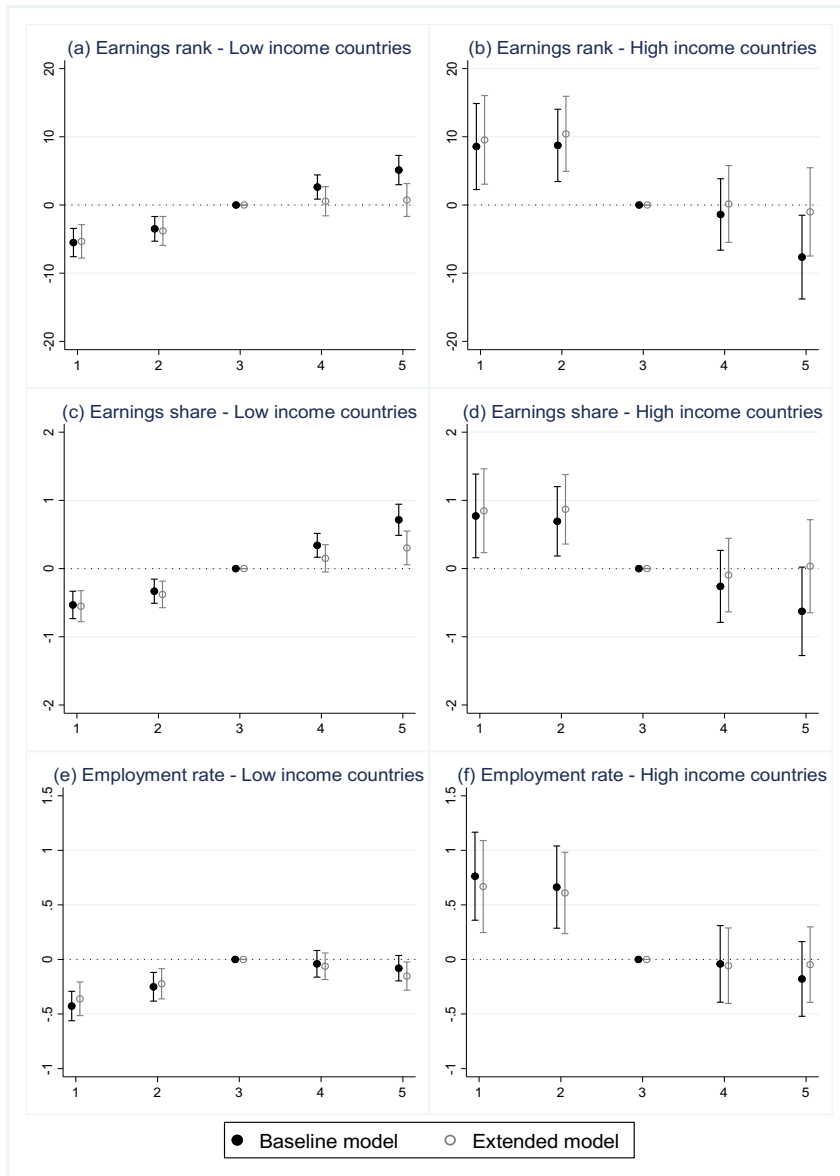 (a) Earnings rank - Low income countries
20
10
0
-10
-20
1 2 3 4 5
(b) Earnings rank - High income countries
20
10
0
-10
-20
1 2 3 4 5
(c) Earnings share - Low income countries
2
1
0
-1
-2
1 2 3 4 5
(d) Earnings share - High income countries
2
1
0
-1
-2
1 2 3 4 5
(e) Employment rate - Low income countries
1.5
1
.5
0
-.5
-1
1 2 3 4 5
(f) Employment rate - High income countries
1.5
1
.5
0
-.5
-1
1 2 3 4 5
Baseline model Extended model